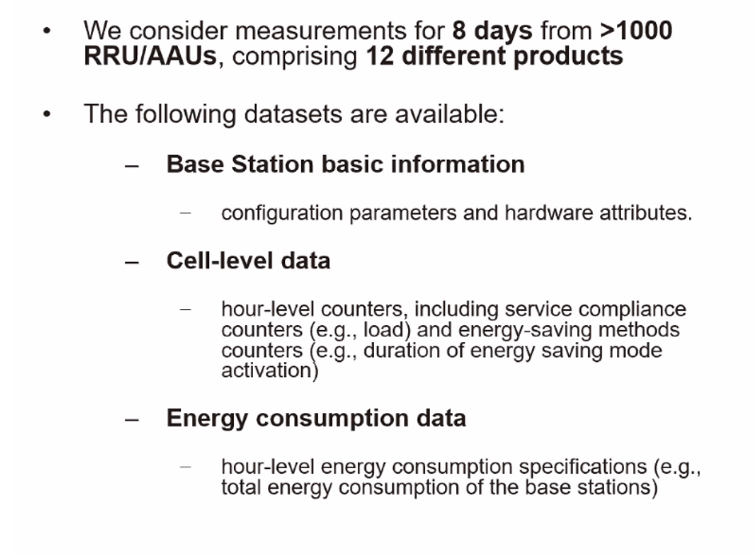 • We consider measurements for 8 days from >1000
RRU/AAUs, comprising 12 different products
• The following datasets are available:
– Base Station basic information
– configuration parameters and hardware attributes.
– Cell-level data
– hour-level counters, including service compliance
counters (e.g., load) and energy-saving methods
counters (e.g., duration of energy saving mode
activation)
– Energy consumption data
– hour-level energy consumption specifications (e.g.,
total energy consumption of the base stations)